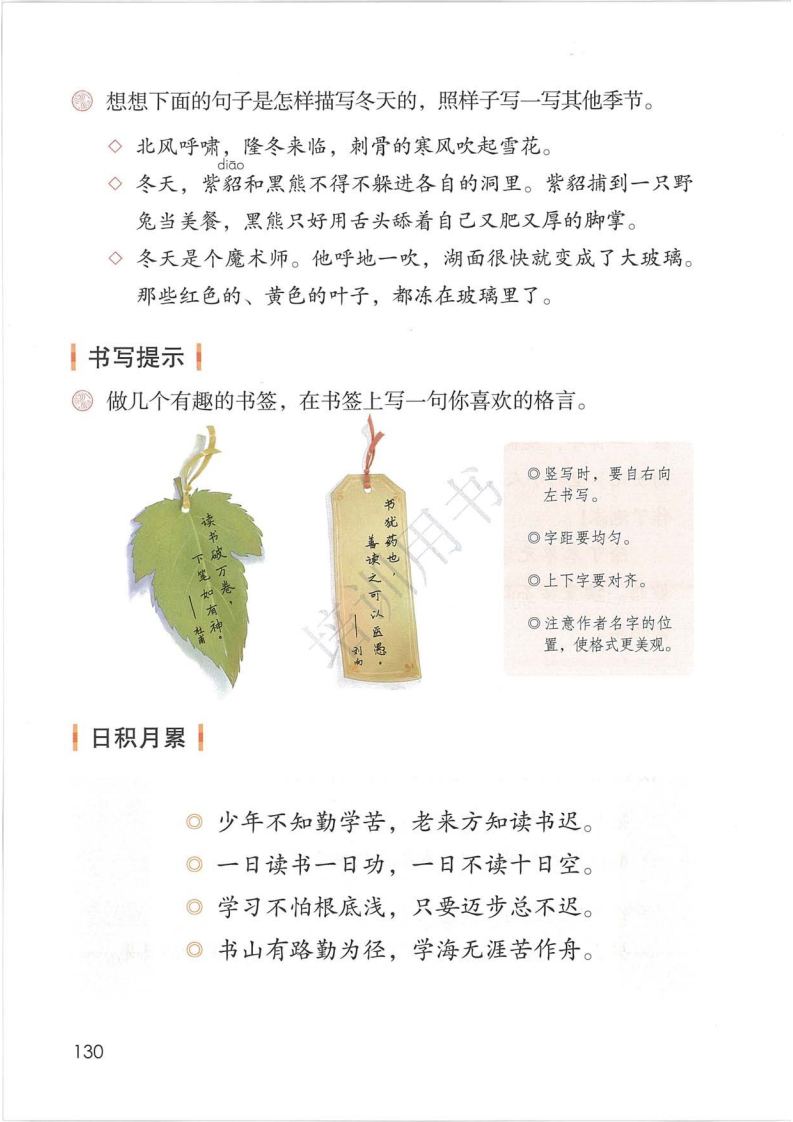 想想下面的句子是怎样描写冬天的，照样子写一写其他季节。
◇ 北风呼啸，隆冬来临，刺骨的寒风吹起雪花。
diāo
◇ 冬天，紫貂和黑熊不得不躲进各自的洞里。紫貂捕到一只野
兔当美餐，黑熊只好用舌头舔着自己又肥又厚的脚掌。
◇ 冬天是个魔术师。他呼地一吹，湖面很快就变成了大玻璃。
那些红色的、黄色的叶子，都冻在玻璃里了。
书写提示
做几个有趣的书签，在书签上写一句你喜欢的格言。
读书破万卷，
下笔如有神。
——杜甫
书犹药也
善读之可以医愚。
——刘向
◎竖写时，要自右向
左书写。
◎字距要均匀。
◎上下字要对齐。
◎注意作者名字的位
置，使格式更美观。
培训用书
日积月累
◎ 少年不知勤学苦，老来方知读书迟。
◎ 一日读书一日功，一日不读十日空。
◎ 学习不怕根底浅，只要迈步总不迟。
◎ 书山有路勤为径，学海无涯苦作舟。
130